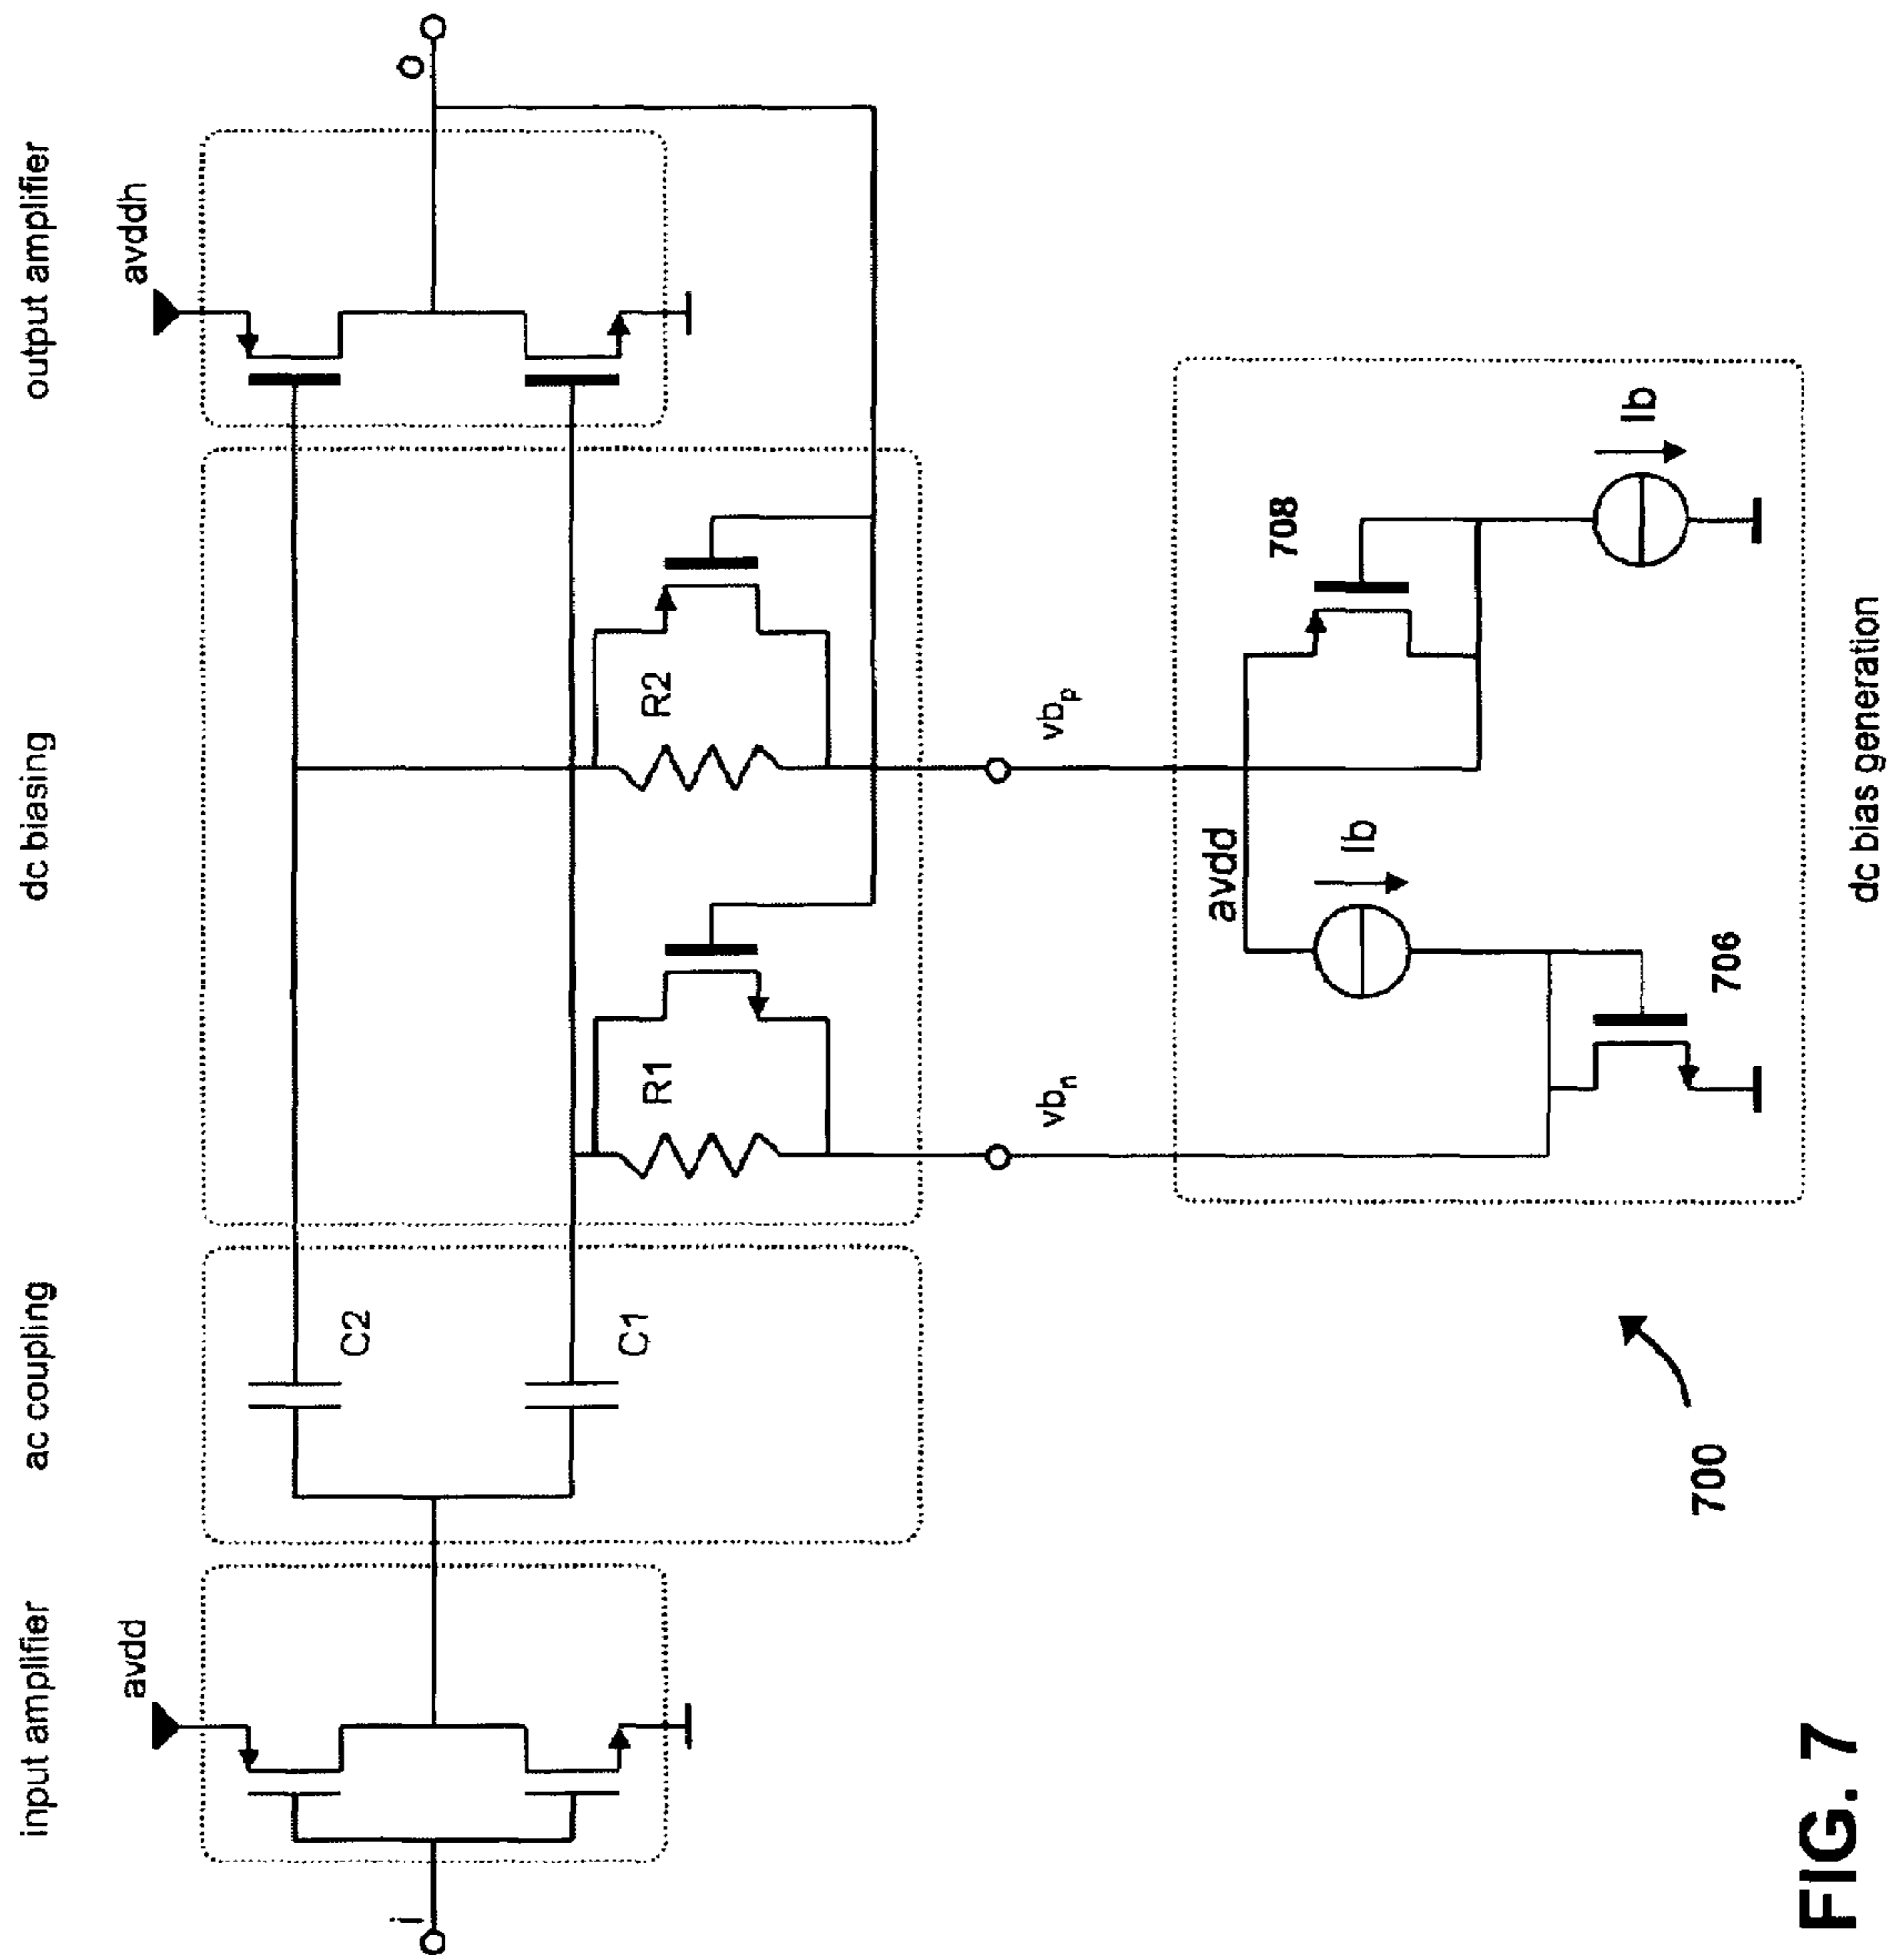 input amplifier
ac coupling
dc biasing
output amplifier
avdd
avddh
i
o
C2
C1
R1
R2
vbn
vbp
avdd
Ib
Ib
706
708
dc bias generation
700
FIG. 7